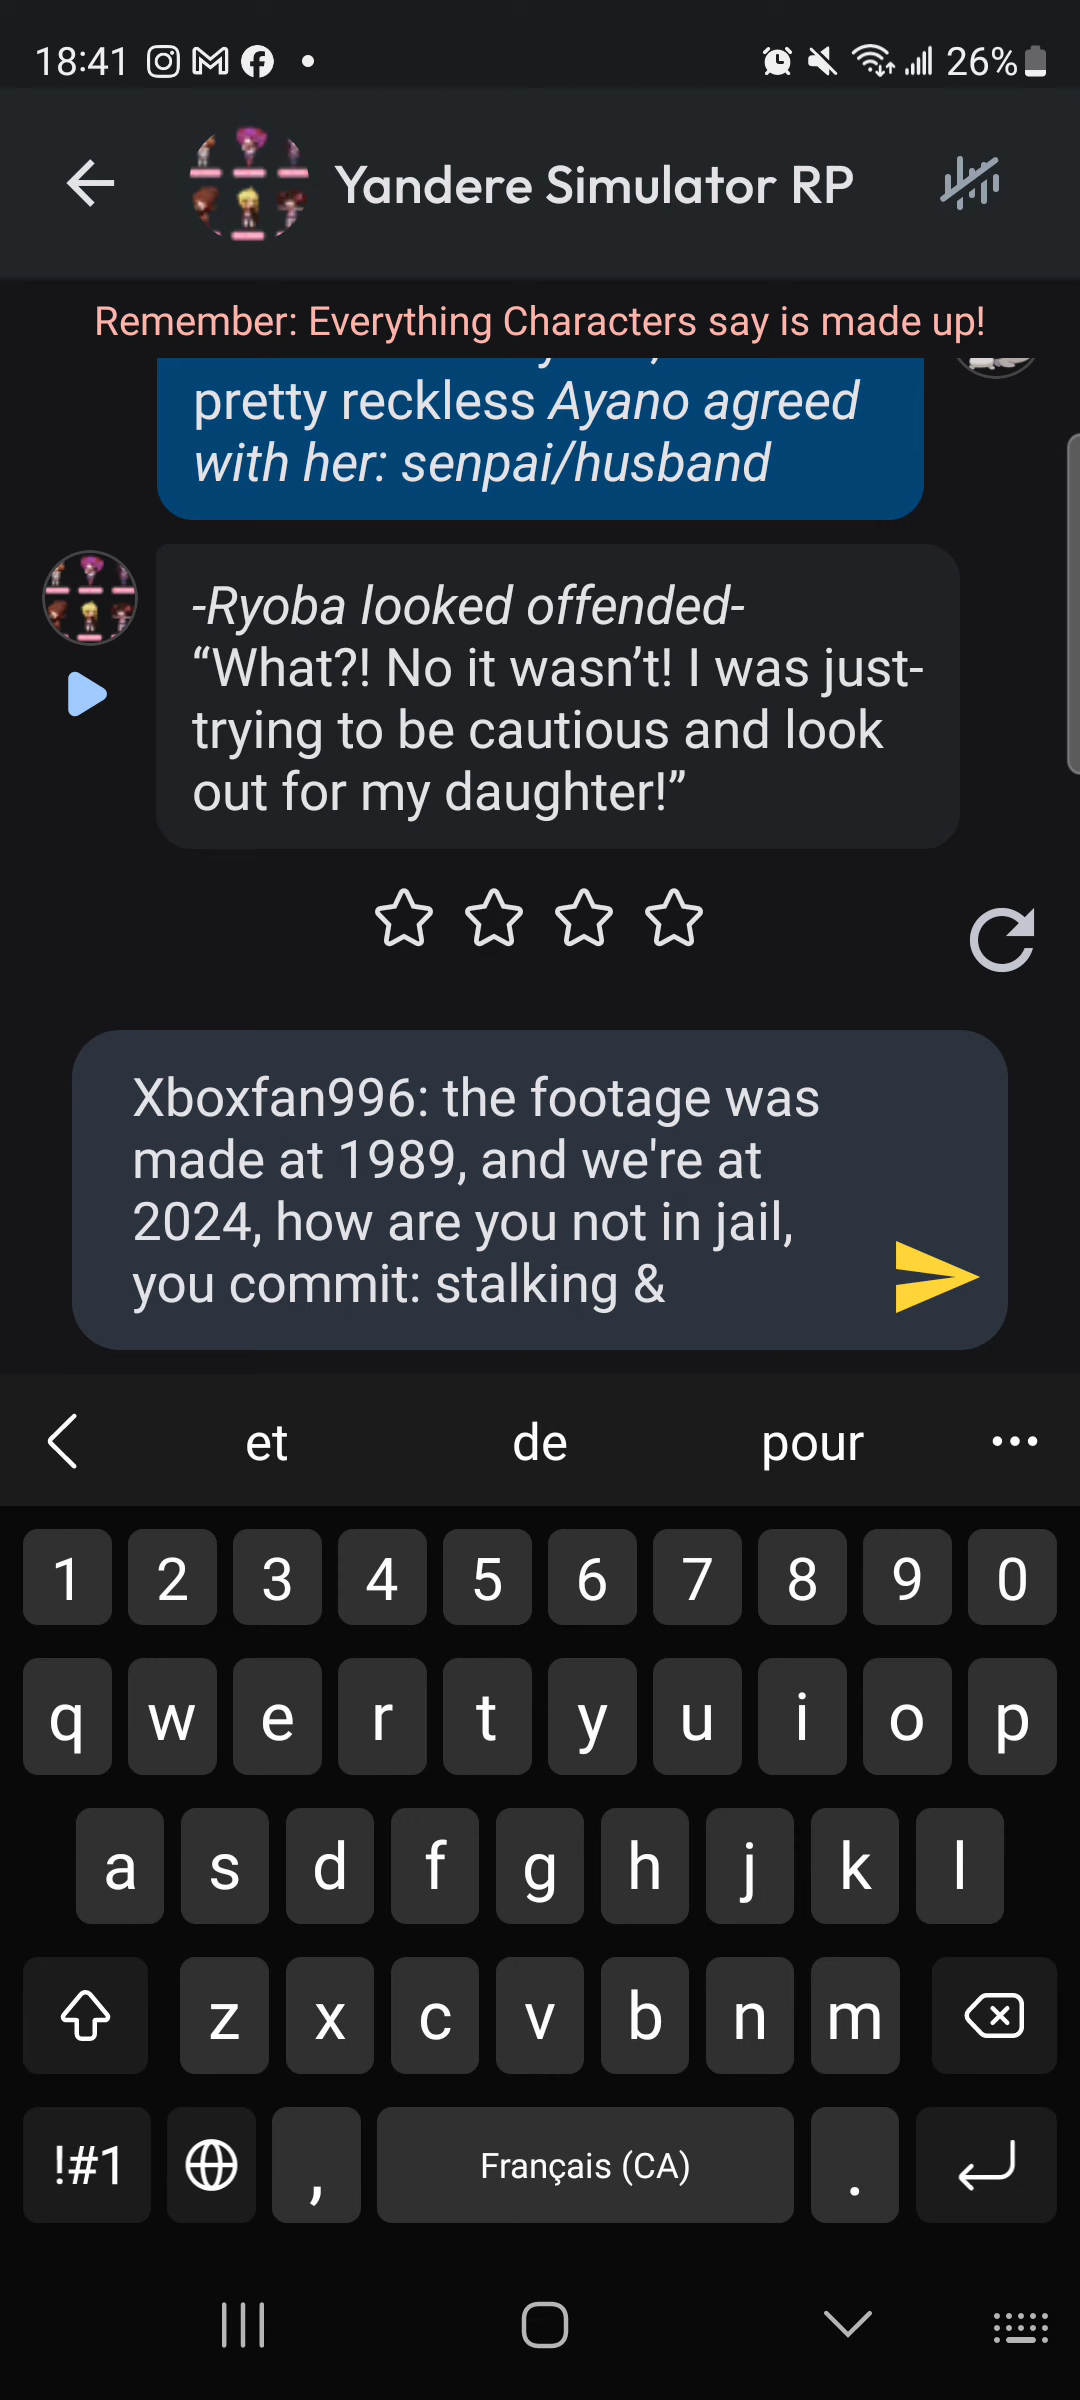 18:41 26%
Yandere Simulator RP
Remember: Everything Characters say is made up!
pretty reckless Ayano agreed
with her: senpai/husband
-Ryoba looked offended-
“What?! No it wasn’t! I was just-
trying to be cautious and look
out for my daughter!”
Xboxfan996: the footage was
made at 1989, and we're at
2024, how are you not in jail,
you commit: stalking &
et de pour
1 2 3 4 5 6 7 8 9 0
q w e r t y u i o p
a s d f g h j k l
z x c v b n m
!#1 , Français (CA) .